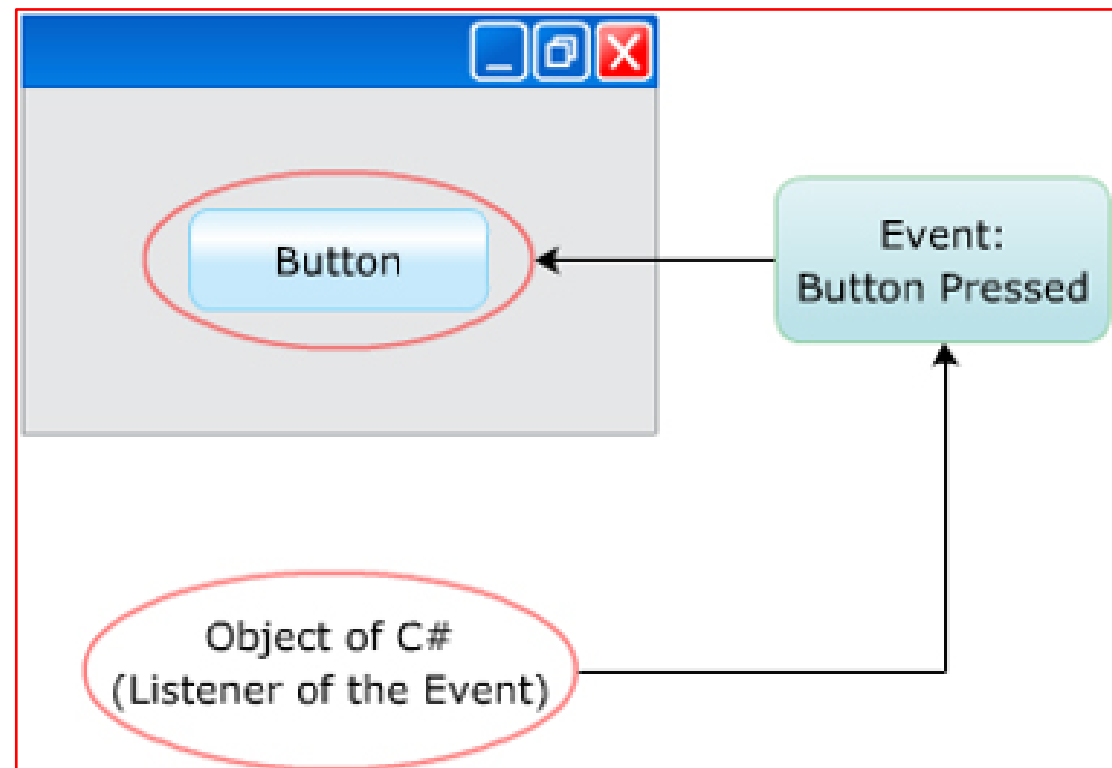 Button
Event:
Button Pressed
Object of C#
(Listener of the Event)